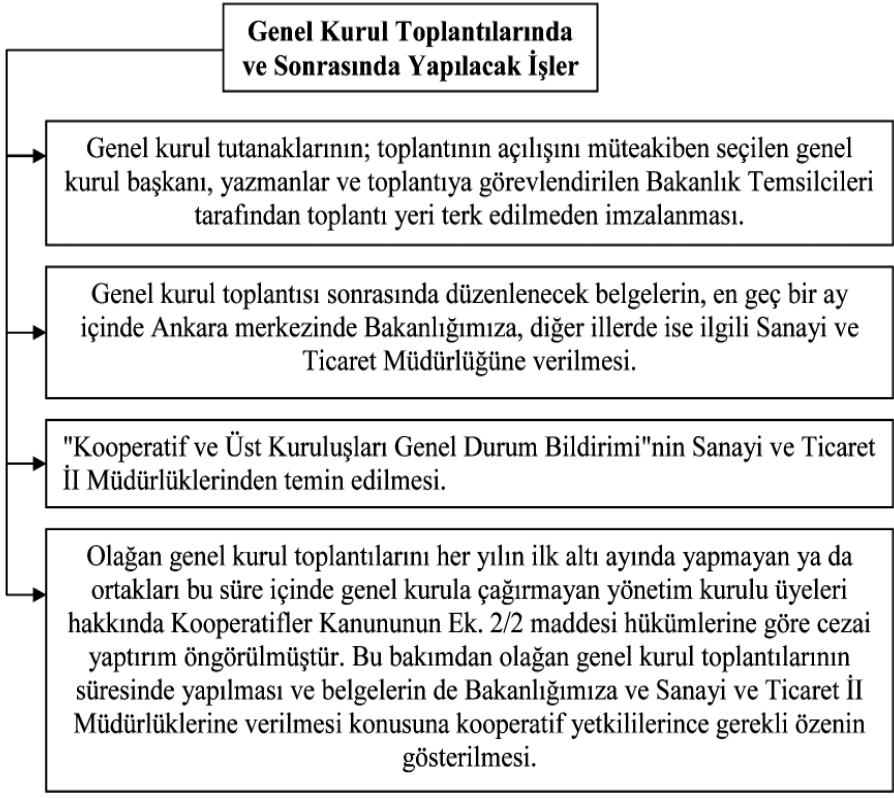 Genel Kurul Toplantılarında
ve Sonrasında Yapılacak İşler
Genel kurul tutanaklarının; toplantının açılışını müteakiben seçilen genel
kurul başkanı, yazmanlar ve toplantıya görevlendirilen Bakanlık Temsilcileri
tarafından toplantı yeri terk edilmeden imzalanması.
Genel kurul toplantısı sonrasında düzenlenecek belgelerin, en geç bir ay
içinde Ankara merkezinde Bakanlığımıza, diğer illerde ise ilgili Sanayi ve
Ticaret Müdürlüğüne verilmesi.
"Kooperatif ve Üst Kuruluşları Genel Durum Bildirimi"nin Sanayi ve Ticaret
İI Müdürlüklerinden temin edilmesi.
Olağan genel kurul toplantılarını her yılın ilk altı ayında yapmayan ya da
ortakları bu süre içinde genel kurula çağırmayan yönetim kurulu üyeleri
hakkında Kooperatifler Kanununun Ek. 2/2 maddesi hükümlerine göre cezai
yaptırım öngörülmüştür. Bu bakımdan olağan genel kurul toplantılarının
süresinde yapılması ve belgelerin de Bakanlığımıza ve Sanayi ve Ticaret İI
Müdürlüklerine verilmesi konusuna kooperatif yetkililerince gerekli özenin
gösterilmesi.